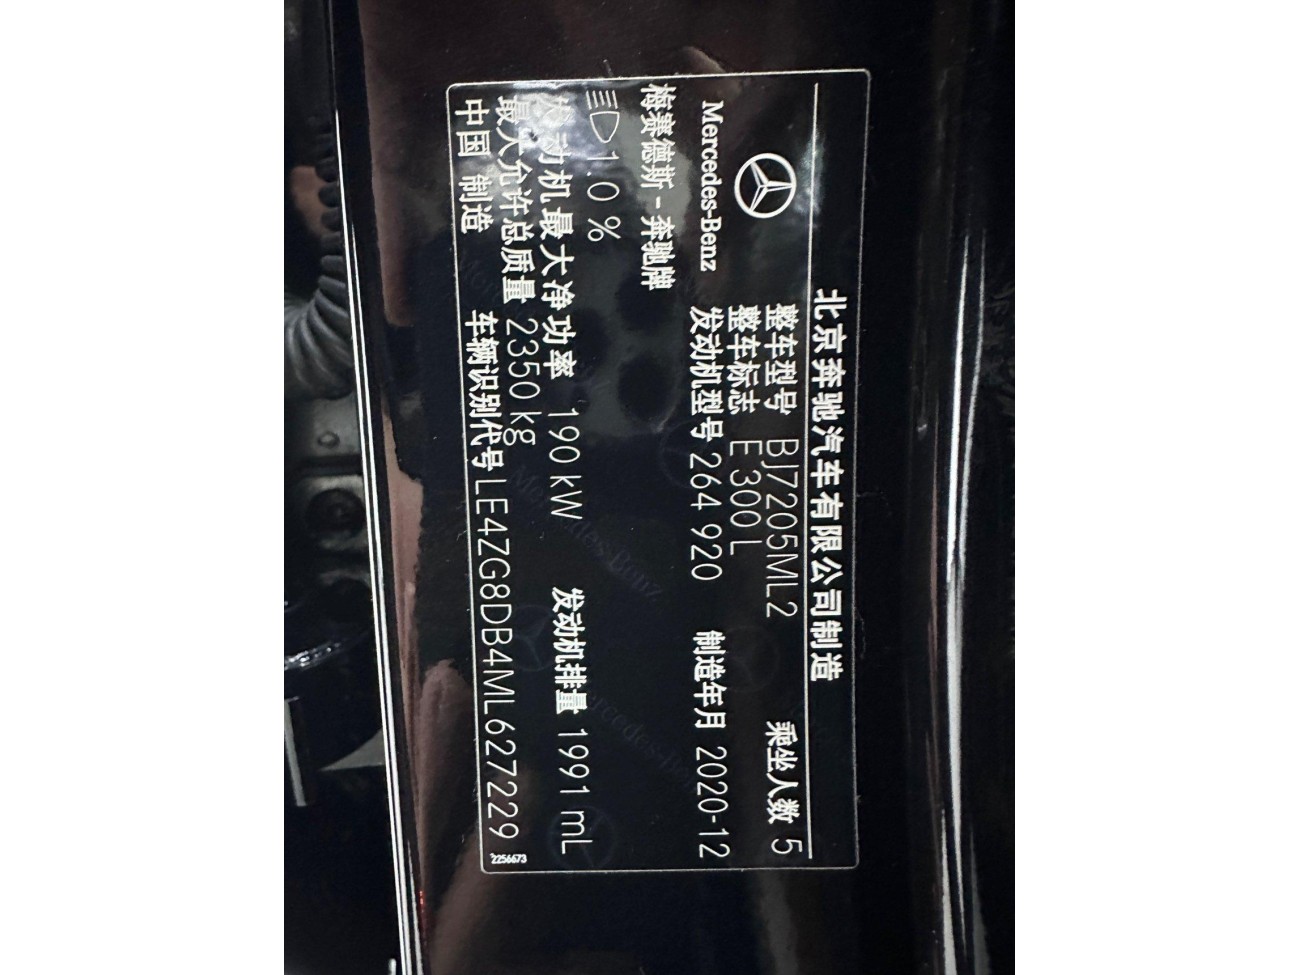 北京奔驰汽车有限公司制造
Mercedes-Benz
整车型号 BJ7205ML2 乘坐人数 5
整车标志 E 300 L
发动机型号 264 920 制造年月 2020-12
梅赛德斯-奔驰牌
1.0%
发动机最大净功率 190 kW 发动机排量 1991 mL
最大允许总质量 2350 kg
中国 制造 车辆识别代号 LE4ZG8DB4ML627229
2256673